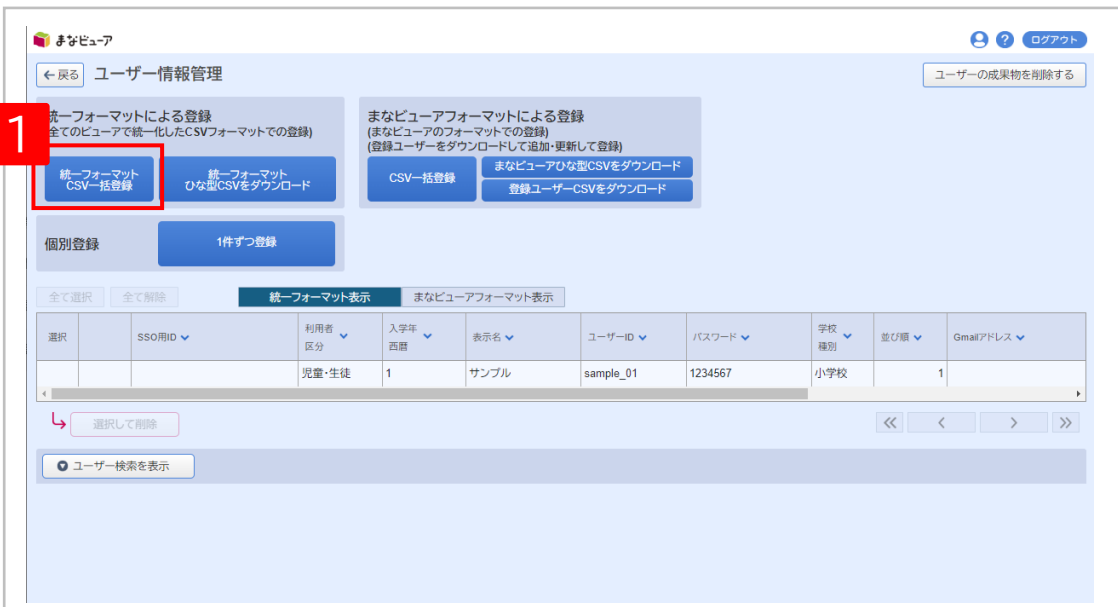 まなビューア
ログアウト
←戻る ユーザー情報管理
ユーザーの成果物を削除する
1
統一フォーマットによる登録
全てのビューアで統一化したCSVフォーマットでの登録)
統一フォーマット
CSV一括登録
統一フォーマット
ひな型CSVをダウンロード
まなビューアフォーマットによる登録
(まなビューアのフォーマットでの登録)
(登録ユーザーをダウンロードして追加・更新して登録)
CSV一括登録
まなビューアひな型CSVをダウンロード
登録ユーザーCSVをダウンロード
個別登録
1件ずつ登録
全て選択 全て解除 統一フォーマット表示 まなビューアフォーマット表示
選択 SSO用ID 利用者区分 入学年西暦 表示名 ユーザーID パスワード 学校種別 並び順 Gmailアドレス
児童・生徒 1 サンプル sample_01 1234567 小学校 1
選択して削除
ユーザー検索を表示